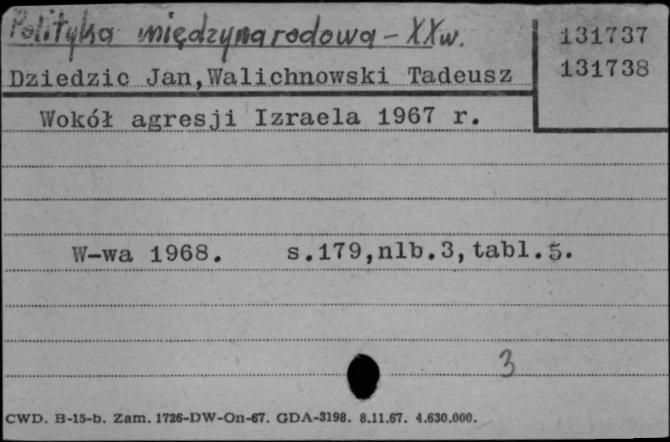 Polityka międzynarodowa - XX w.
131737
Dziedzic Jan,Walichnowski Tadeusz
131738
Wokół agresji Izraela 1967 r.
W-wa 1968. s.179,nlb.3,tabl.5.
3
CWD. B-15-b. Zam. 1726-DW-On-67. GDA-3198. 8.11.67. 4.630.000.